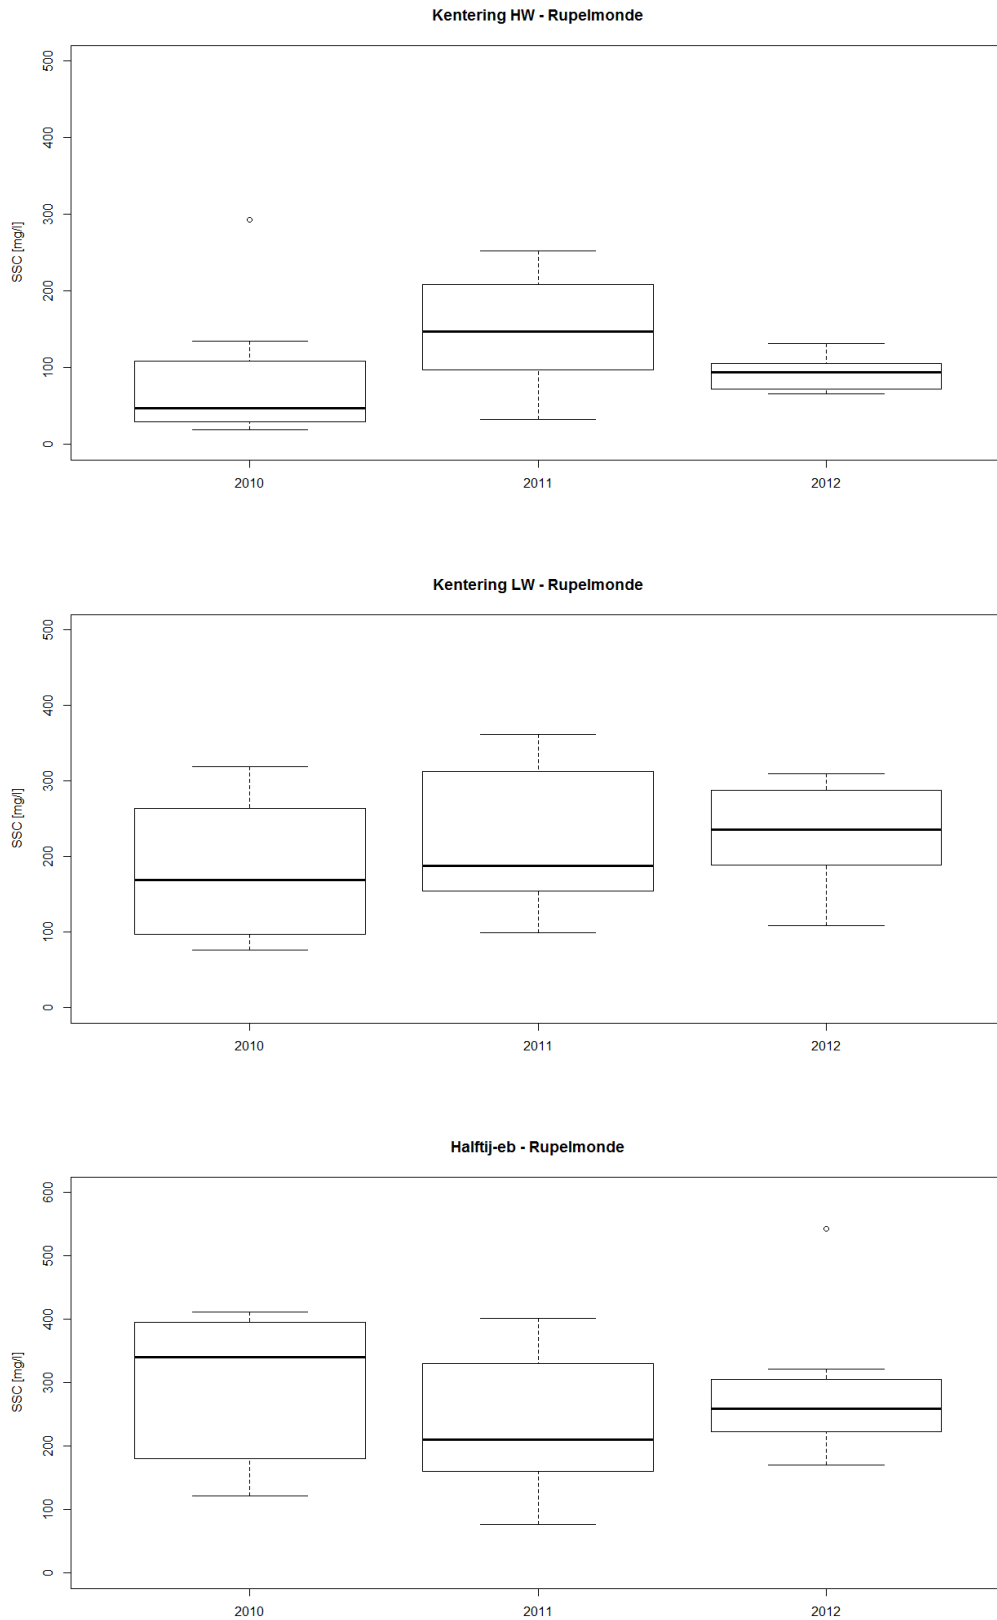 Kentering HW - Rupelmonde
500
400
300
200
100
0
SSC [mg/l]
2010 2011 2012
Kentering LW - Rupelmonde
500
400
300
200
100
0
SSC [mg/l]
2010 2011 2012
Halftij-eb - Rupelmonde
600
500
400
300
200
100
0
SSC [mg/l]
2010 2011 2012